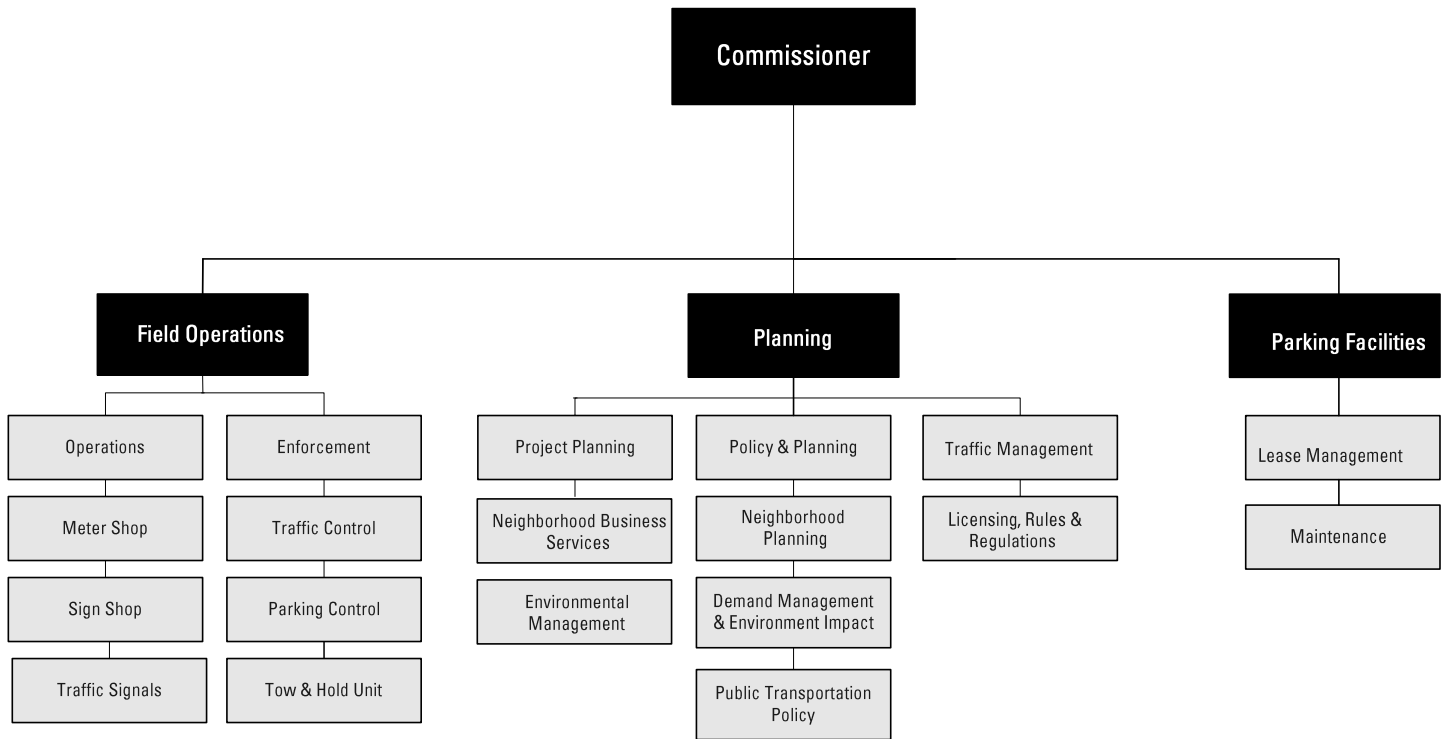 Commissioner
Field Operations
Planning
Parking Facilities
Operations
Enforcement
Project Planning
Policy & Planning
Traffic Management
Lease Management
Meter Shop
Traffic Control
Neighborhood Business
Services
Neighborhood
Planning
Licensing, Rules &
Regulations
Maintenance
Sign Shop
Parking Control
Environmental
Management
Demand Management
& Environment Impact
Traffic Signals
Tow & Hold Unit
Public Transportation
Policy